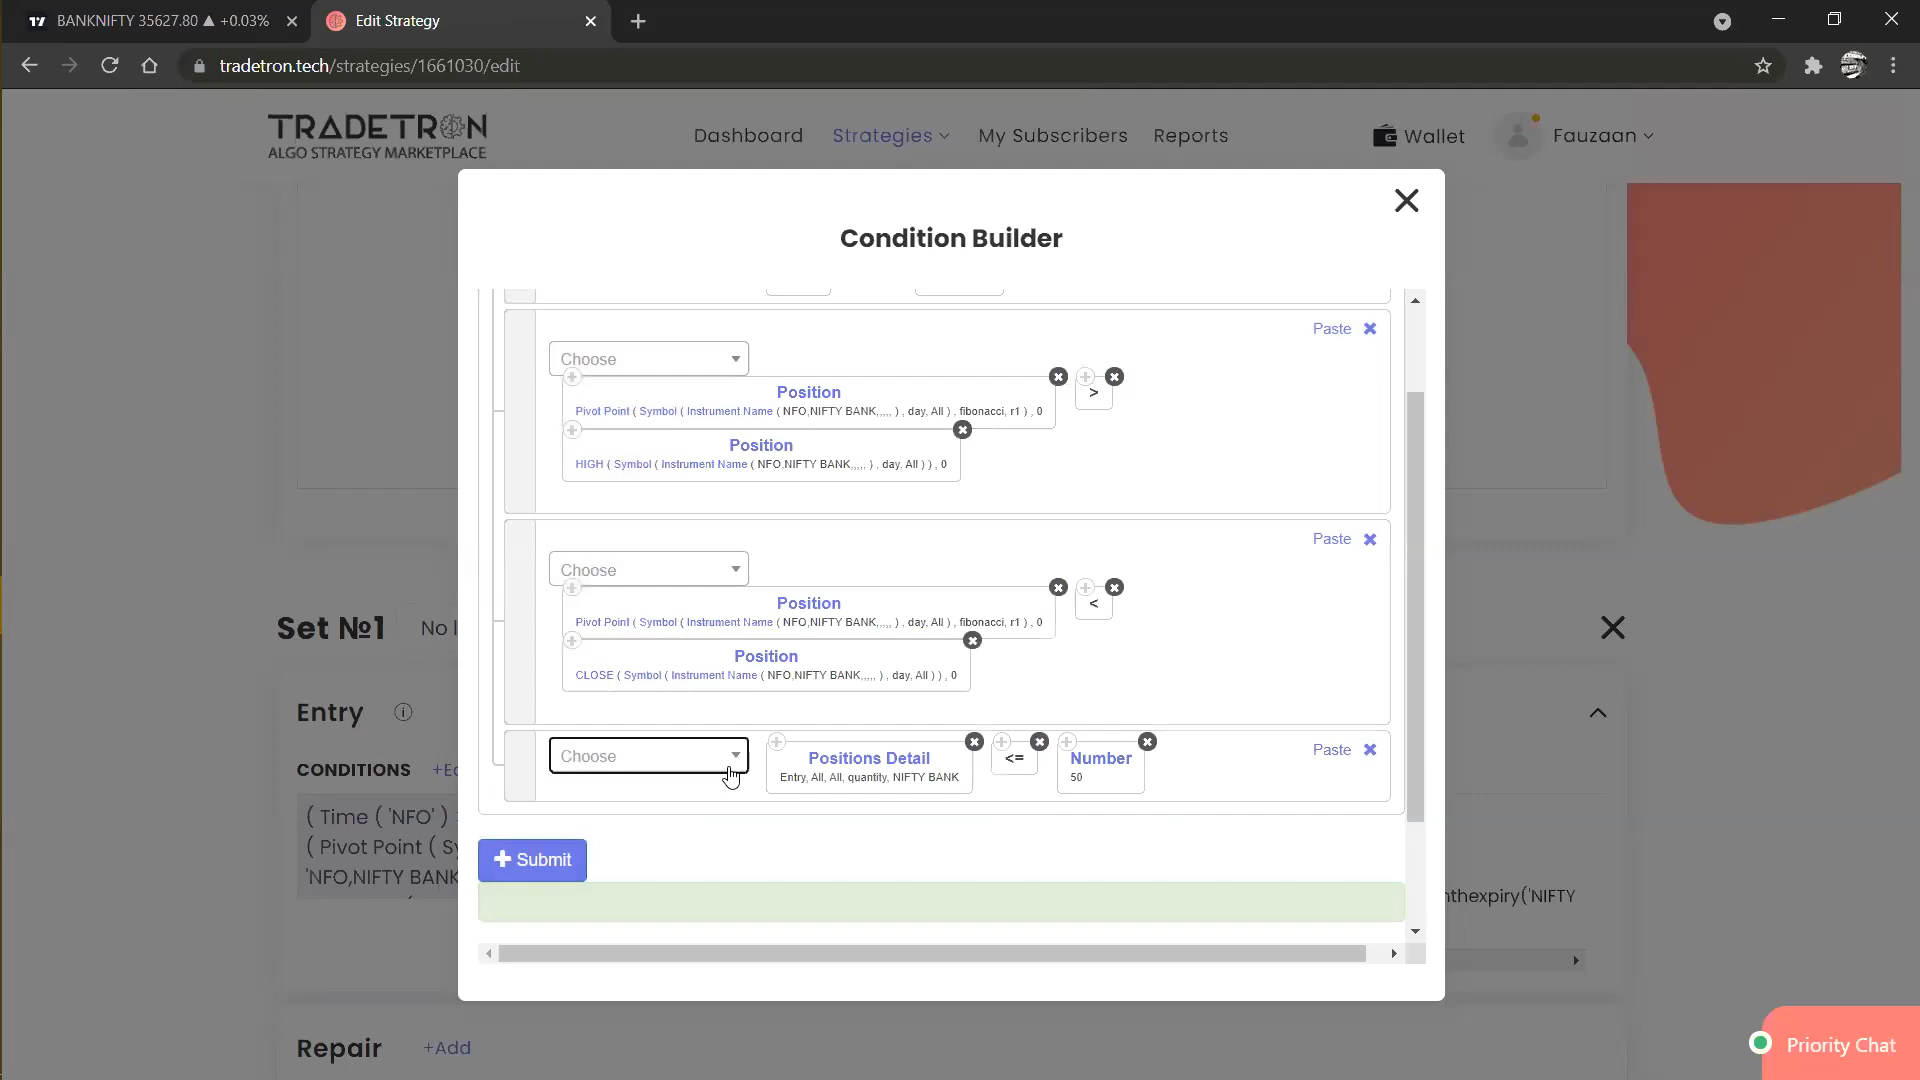 BANKNIFTY 35627.80 ▲ +0.03%
Edit Strategy
tradetron.tech/strategies/1661030/edit
TRADETRON
ALGO STRATEGY MARKETPLACE
Dashboard
Strategies
My Subscribers
Reports
Wallet
Fauzaan
Condition Builder
Paste
Choose
Position
>
Pivot Point ( Symbol ( Instrument Name ( NFO,NIFTY BANK,,,,, ) , day, All ) , fibonacci, r1 ) , 0
Position
HIGH ( Symbol ( Instrument Name ( NFO,NIFTY BANK,,,,, ) , day, All ) ) , 0
Paste
Choose
Position
<
Pivot Point ( Symbol ( Instrument Name ( NFO,NIFTY BANK,,,,, ) , day, All ) , fibonacci, r1 ) , 0
Position
CLOSE ( Symbol ( Instrument Name ( NFO,NIFTY BANK,,,,, ) , day, All ) ) , 0
Paste
Choose
Positions Detail
Entry, All, All, quantity, NIFTY BANK
<=
Number
50
Submit
Set №1
Entry
CONDITIONS
( Time ( 'NFO' )
( Pivot Point (
'NFO,NIFTY BANK
nthexpiry('NIFTY
Repair
+Add
Priority Chat